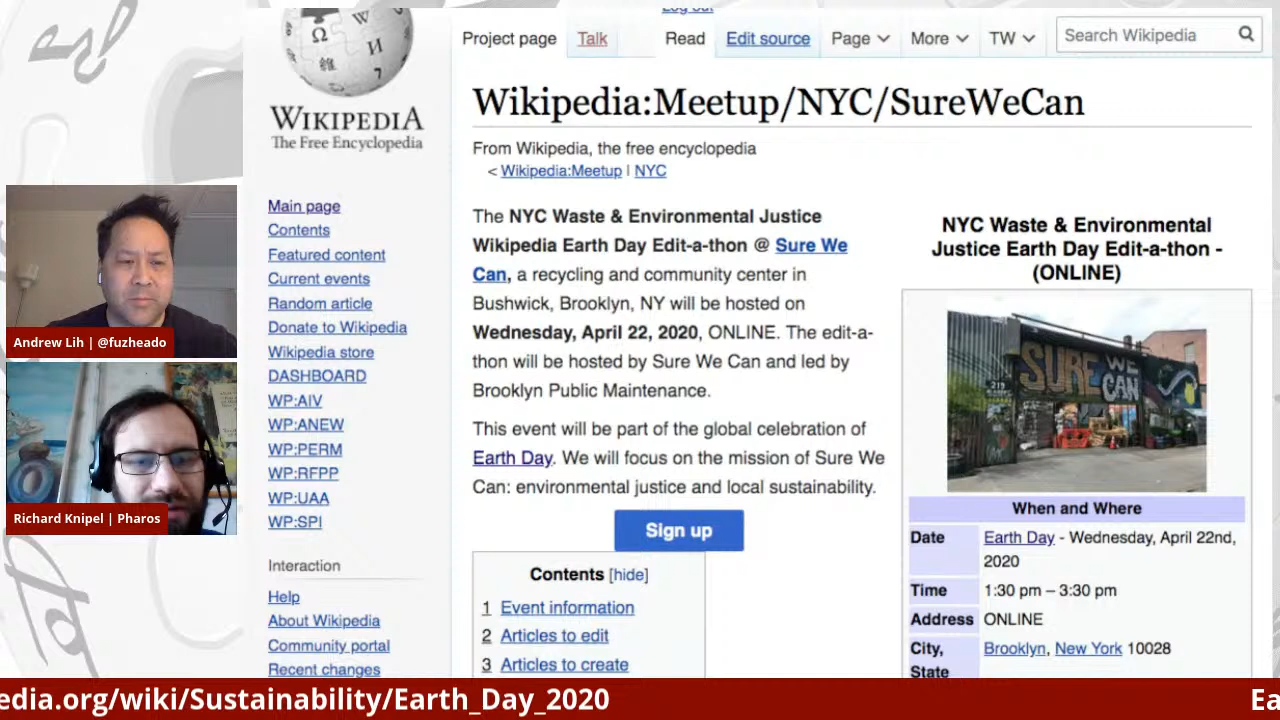 Log out
Project page Talk Read Edit source Page More TW Search Wikipedia
WIKIPEDIA
The Free Encyclopedia
Wikipedia:Meetup/NYC/SureWeCan
From Wikipedia, the free encyclopedia
< Wikipedia:Meetup | NYC
Main page
Contents
Featured content
Current events
Random article
Donate to Wikipedia
Wikipedia store
DASHBOARD
WP:AIV
WP:ANEW
WP:PERM
WP:RFPP
WP:UAA
WP:SPI
Interaction
Help
About Wikipedia
Community portal
Recent changes
The NYC Waste & Environmental Justice
Wikipedia Earth Day Edit-a-thon @ Sure We
Can, a recycling and community center in
Bushwick, Brooklyn, NY will be hosted on
Wednesday, April 22, 2020, ONLINE. The edit-a-
thon will be hosted by Sure We Can and led by
Brooklyn Public Maintenance.
This event will be part of the global celebration of
Earth Day. We will focus on the mission of Sure We
Can: environmental justice and local sustainability.
Sign up
Contents [hide]
1 Event information
2 Articles to edit
3 Articles to create
NYC Waste & Environmental
Justice Earth Day Edit-a-thon -
(ONLINE)
SURE WE
CAN
219
When and Where
Date Earth Day - Wednesday, April 22nd,
2020
Time 1:30 pm – 3:30 pm
Address ONLINE
City, Brooklyn, New York 10028
State
Andrew Lih | @fuzheado
Richard Knipel | Pharos
edia.org/wiki/Sustainability/Earth_Day_2020 Ea